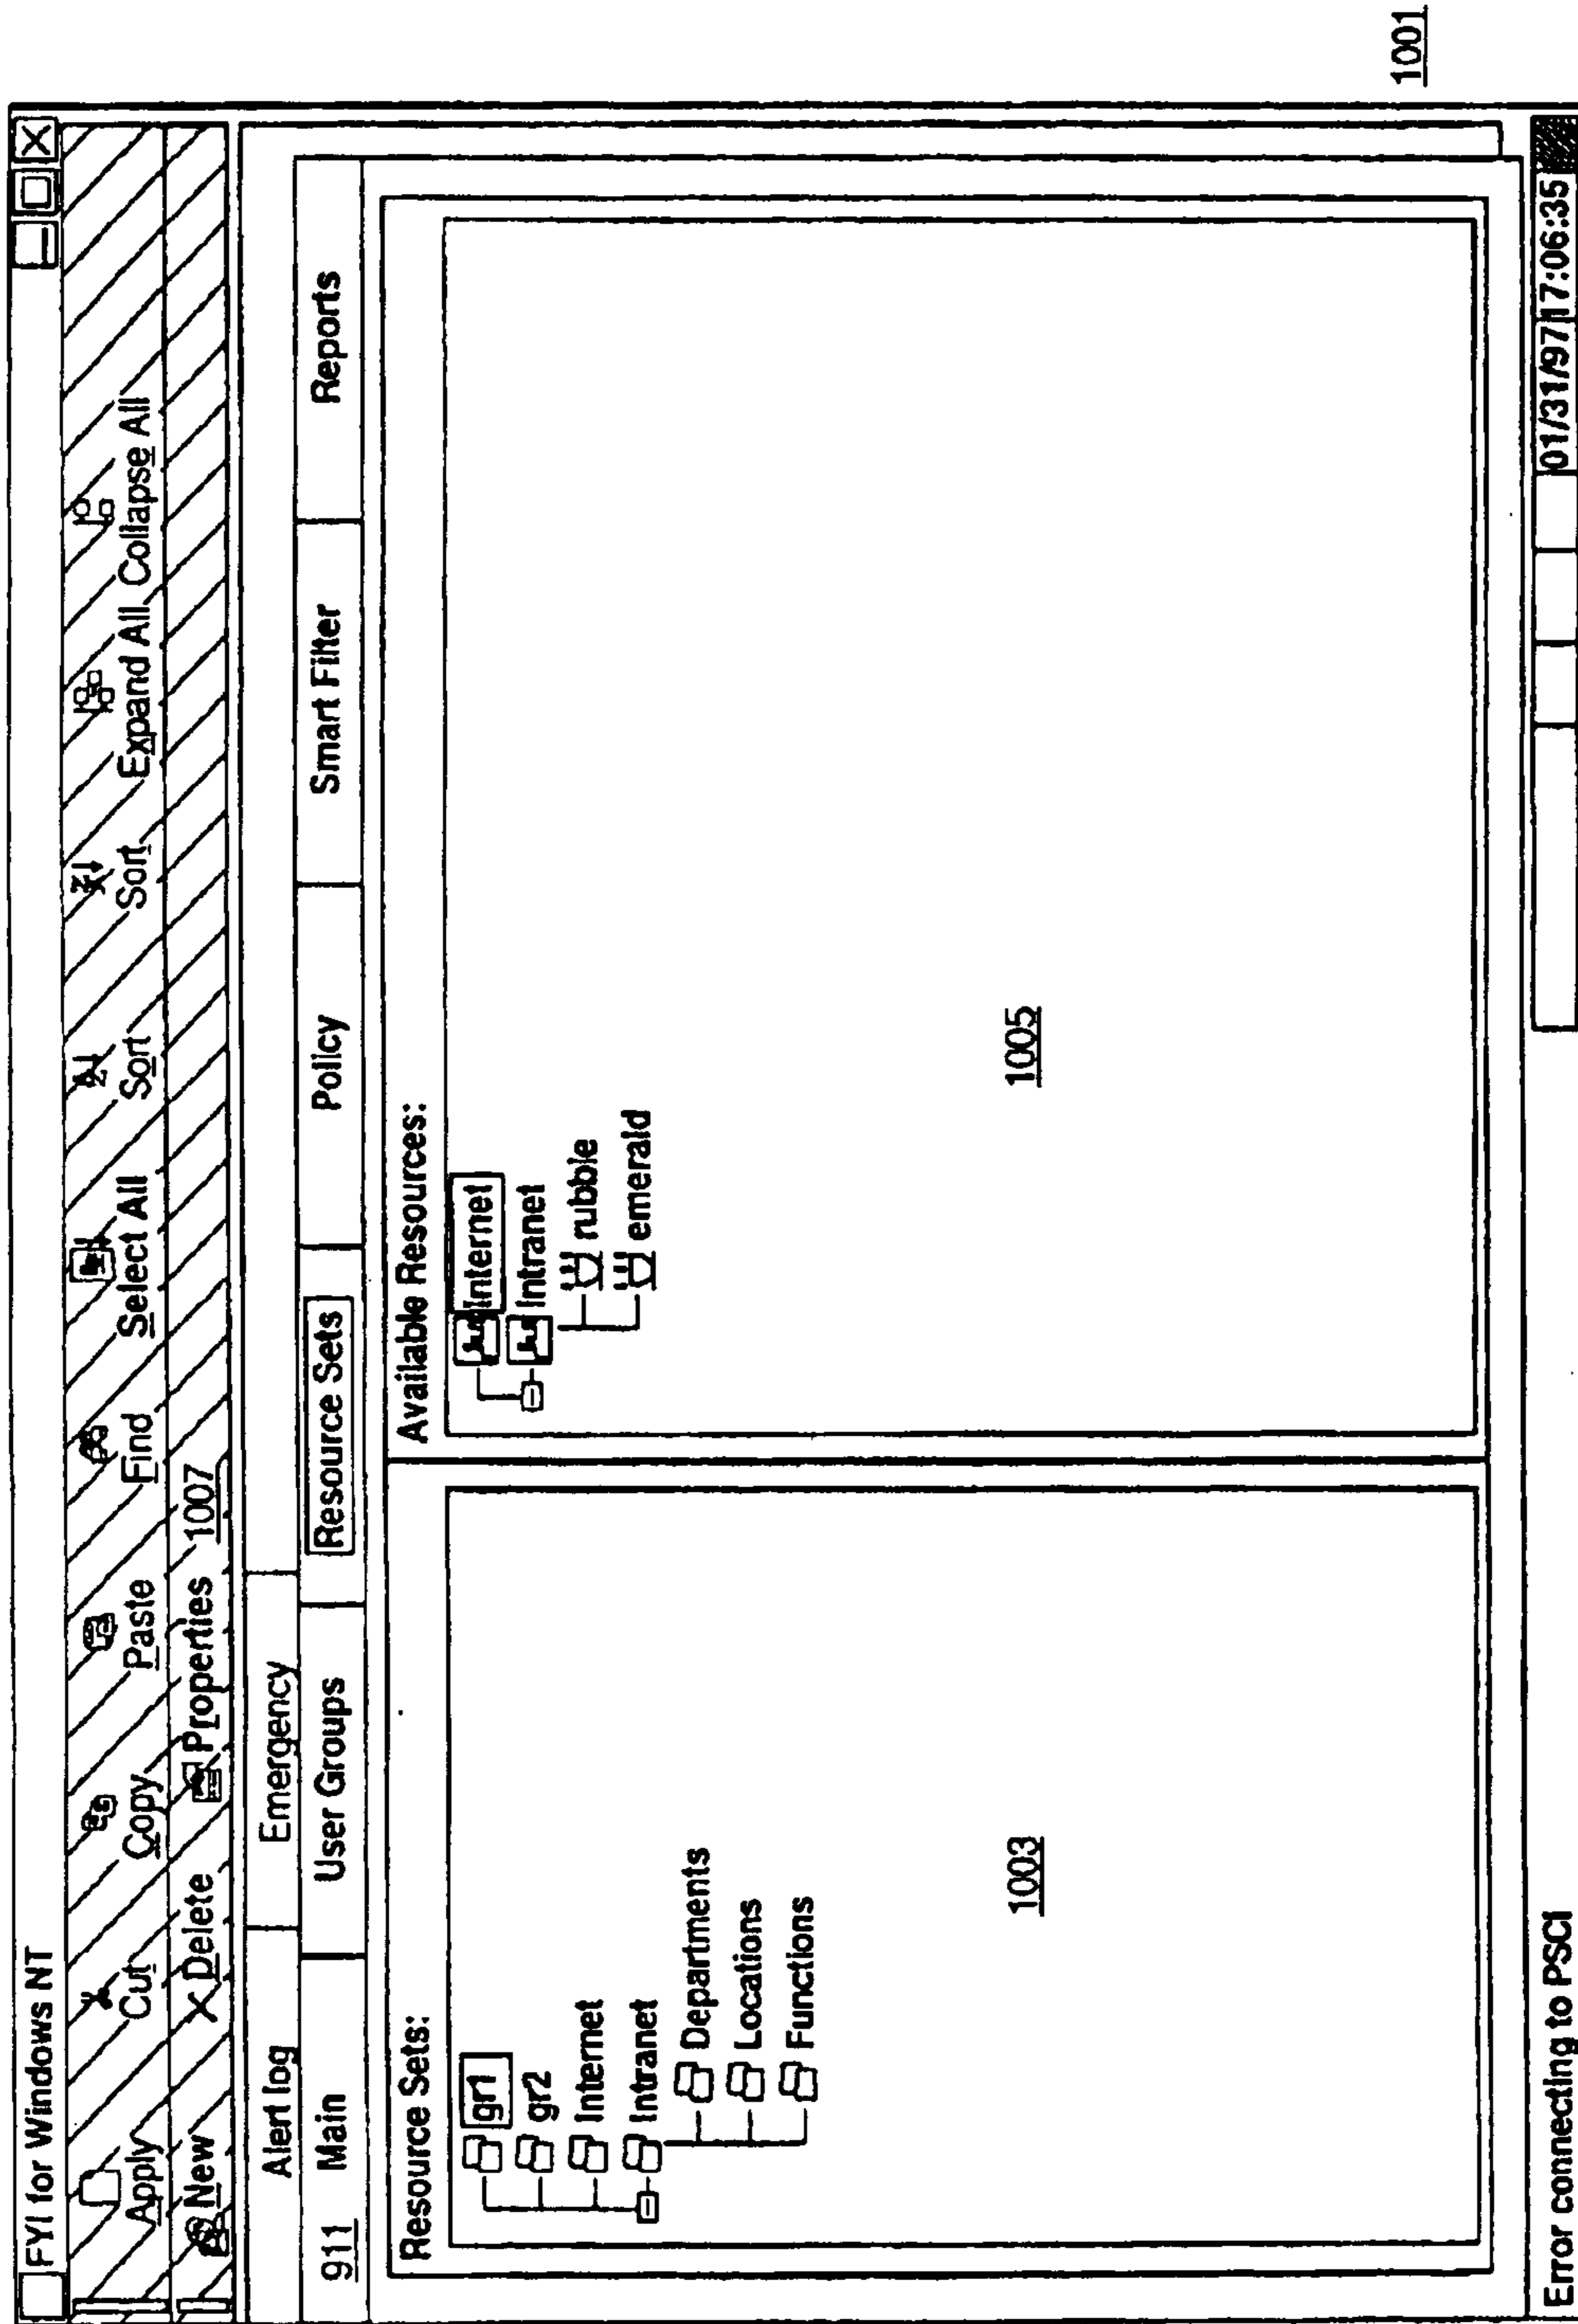 FYI for Windows NT
Apply Cut Copy Paste Find Select All Sort Sort Expand All Collapse All
New Delete Properties 1007
Alert log Emergency
911 Main User Groups Resource Sets Policy Smart Filter Reports
Resource Sets:
gr1
gr2
Internet
Intranet
Departments
Locations
Functions
1003
Available Resources:
Internet
Intranet
rubble
emerald
1005
Error connecting to PSCI
01/31/97 17:06:35
1001